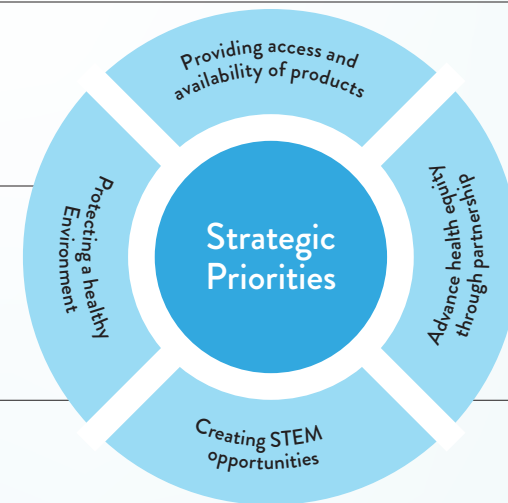 Providing access and
availability of products
Protecting a healthy
Environment
Strategic
Priorities
Advance health equity
through partnership
Creating STEM
opportunities